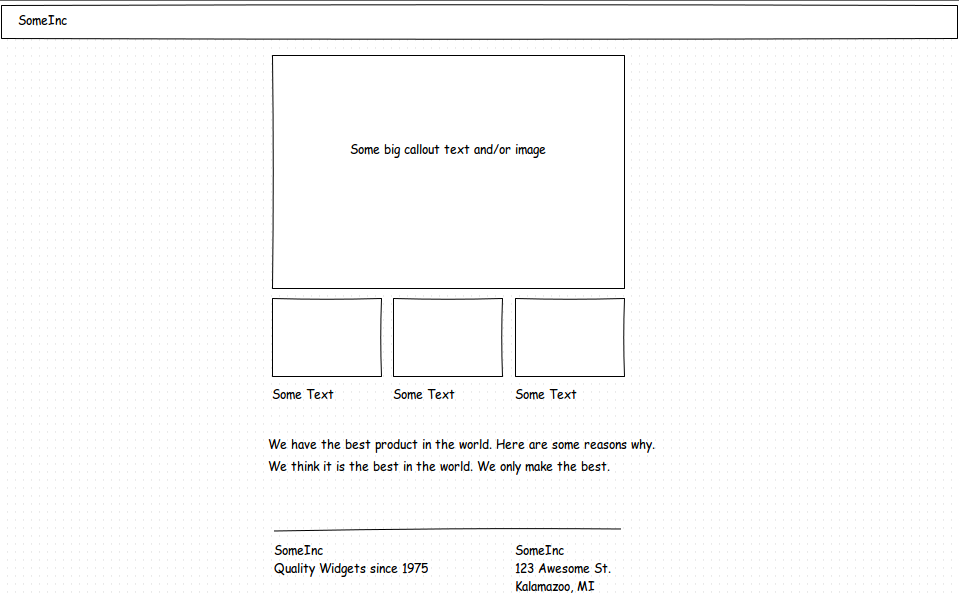 SomeInc
Some big callout text and/or image
Some Text
Some Text
Some Text
We have the best product in the world. Here are some reasons why.
We think it is the best in the world. We only make the best.
SomeInc
Quality Widgets since 1975
SomeInc
123 Awesome St.
Kalamazoo, MI